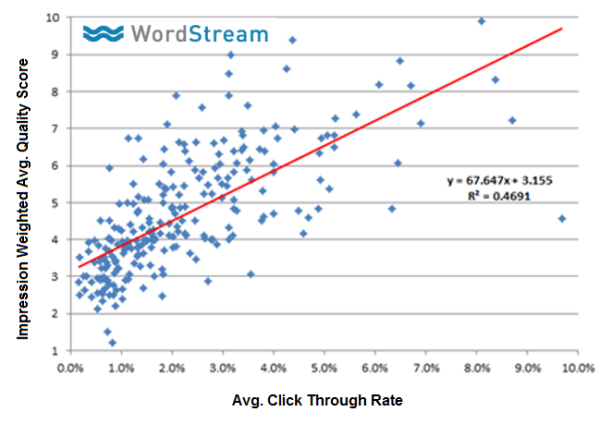 WordStream
Impression Weighted Avg. Quality Score
10
9
8
7
6
5
4
3
2
1
y = 67.647x + 3.155
R² = 0.4691
0.0% 1.0% 2.0% 3.0% 4.0% 5.0% 6.0% 7.0% 8.0% 9.0% 10.0%
Avg. Click Through Rate